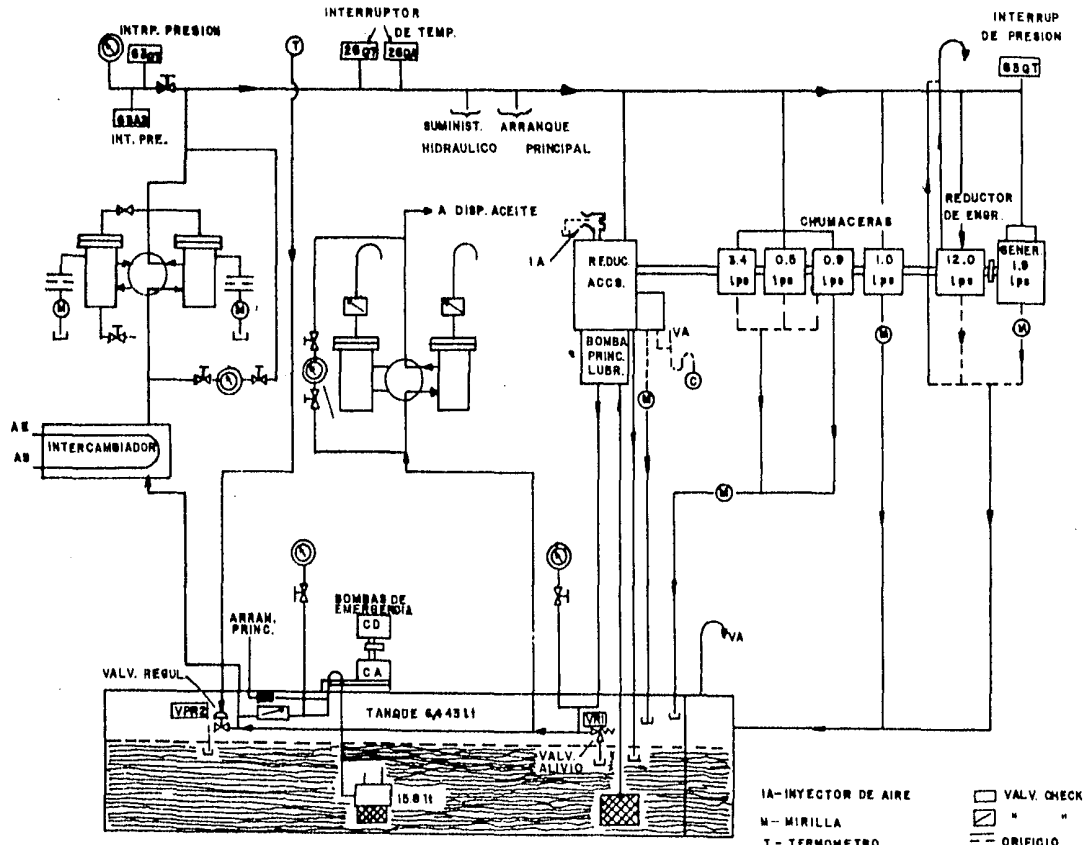 INTRP. PRESION
63QT
INT. PRE.
T
INTERRUPTOR
DE TEMP.
26QT
26QA
SUMINIST.
HIDRAULICO
ARRANQUE
PRINCIPAL
INTERRUP
DE PRESION
63QT
A DISP. ACEITE
IA
REDUC.
ACCS.
BOMBA
PRINC.
LUBR.
VA
C
M
CHUMACERAS
3.4
lps
0.5
lps
0.9
lps
1.0
lps
REDUCTOR
DE ENGR.
12.0
lps
GENER
1.9
lps
M
M
M
M
M
AE
AS
INTERCAMBIADOR
BOMBAS DE
EMERGENCIA
CD
CA
ARRAN.
PRINC.
VALV. REGUL.
VPR2
TANQUE 6,443 lt
VR1
VALV.
ALIVIO
VA
IA-INYECTOR DE AIRE
M-MIRILLA
T-TERMOMETRO
VALV. CHECK
" "
ORIFICIO